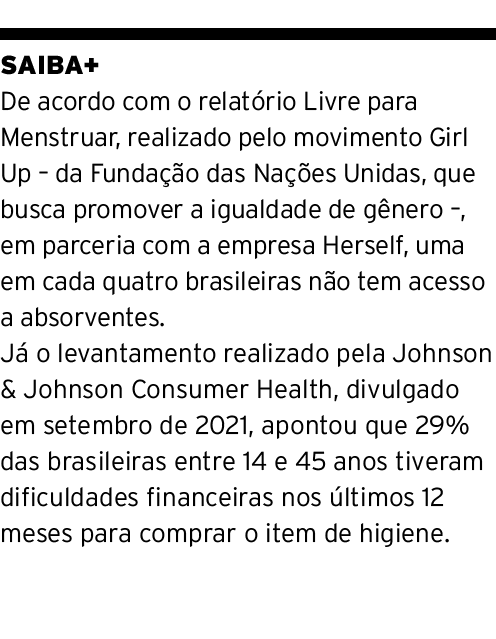 SAIBA+
De acordo com o relatório Livre para
Menstruar, realizado pelo movimento Girl
Up – da Fundação das Nações Unidas, que
busca promover a igualdade de gênero –,
em parceria com a empresa Herself, uma
em cada quatro brasileiras não tem acesso
a absorventes.
Já o levantamento realizado pela Johnson
& Johnson Consumer Health, divulgado
em setembro de 2021, apontou que 29%
das brasileiras entre 14 e 45 anos tiveram
dificuldades financeiras nos últimos 12
meses para comprar o item de higiene.